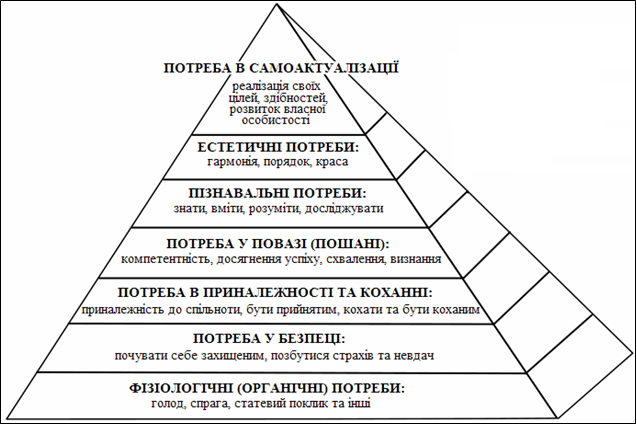 ПОТРЕБА В САМОАКТУАЛІЗАЦІЇ
реалізація своїх
цілей, здібностей,
розвиток власної
особистості
ЕСТЕТИЧНІ ПОТРЕБИ:
гармонія, порядок, краса
ПІЗНАВАЛЬНІ ПОТРЕБИ:
знати, вміти, розуміти, досліджувати
ПОТРЕБА У ПОВАЗІ (ПОШАНІ):
компетентність, досягнення успіху, схвалення, визнання
ПОТРЕБА В ПРИНАЛЕЖНОСТІ ТА КОХАННІ:
приналежність до спільноти, бути прийнятим, кохати та бути коханим
ПОТРЕБА У БЕЗПЕЦІ:
почувати себе захищеним, позбутися страхів та невдач
ФІЗІОЛОГІЧНІ (ОРГАНІЧНІ) ПОТРЕБИ:
голод, спрага, статевий поклик та інші